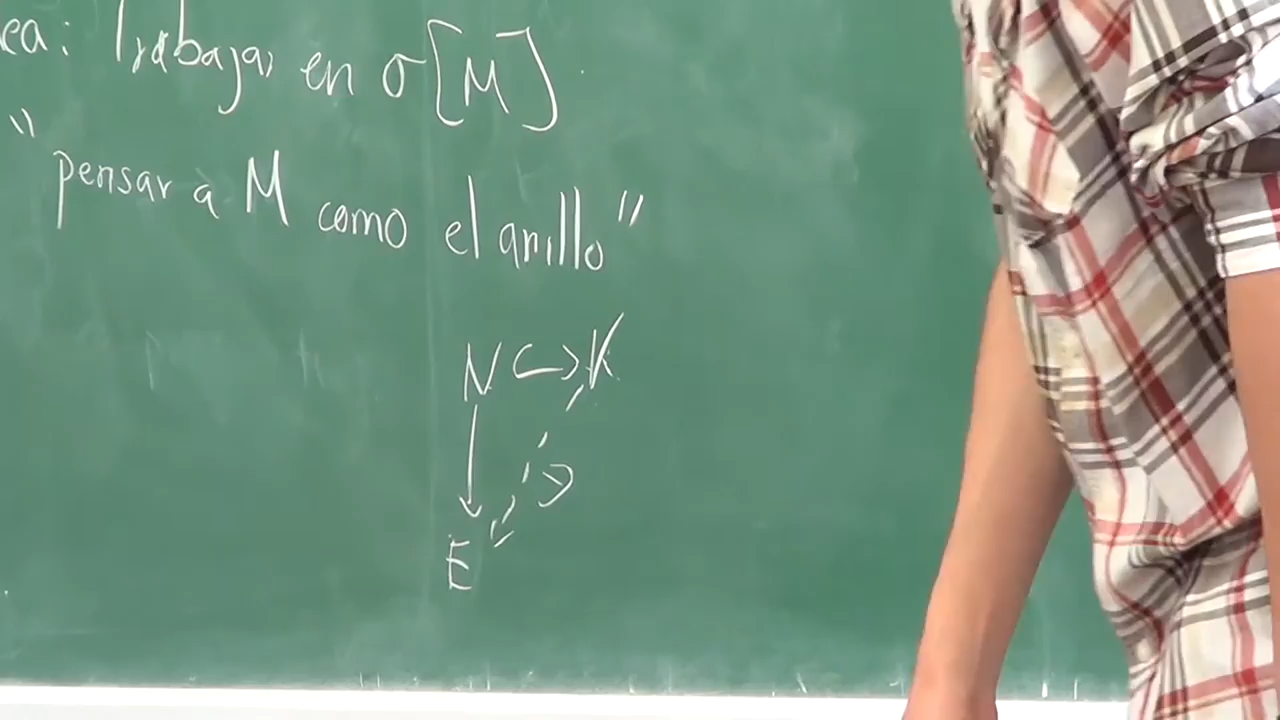 ea: Trabajar en σ[M].
"pensar a M como el anillo"
N ↪ K
E